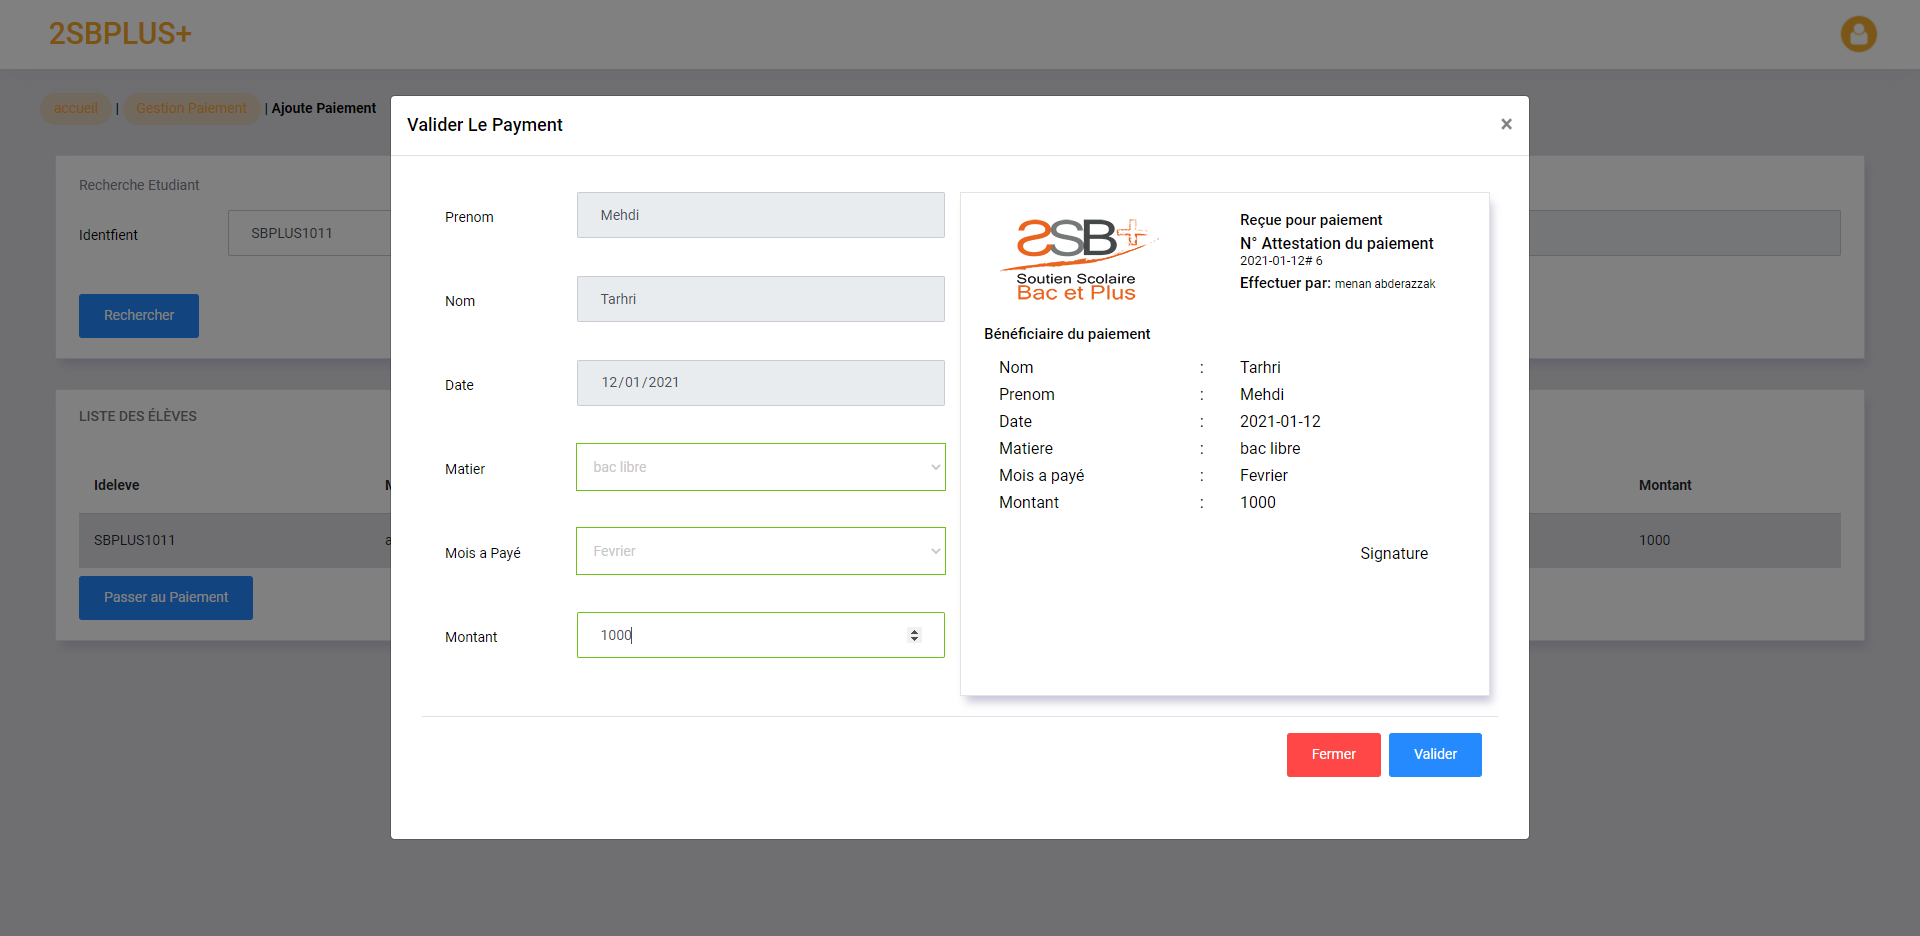 2SBPLUS+
accueil | Gestion Paiement | Ajoute Paiement
Recherche Etudiant
Identfient SBPLUS1011
Rechercher
LISTE DES ÉLÈVES
Ideleve
Montant
SBPLUS1011
1000
Passer au Paiement
Valider Le Payment ×
Prenom Mehdi
Nom Tarhri
Date 12/01/2021
Matier bac libre
Mois a Payé Fevrier
Montant 1000
2SB+
Soutien Scolaire
Bac et Plus
Reçue pour paiement
N° Attestation du paiement
2021-01-12# 6
Effectuer par: menan abderazzak
Bénéficiaire du paiement
Nom : Tarhri
Prenom : Mehdi
Date : 2021-01-12
Matiere : bac libre
Mois a payé : Fevrier
Montant : 1000
Signature
Fermer Valider